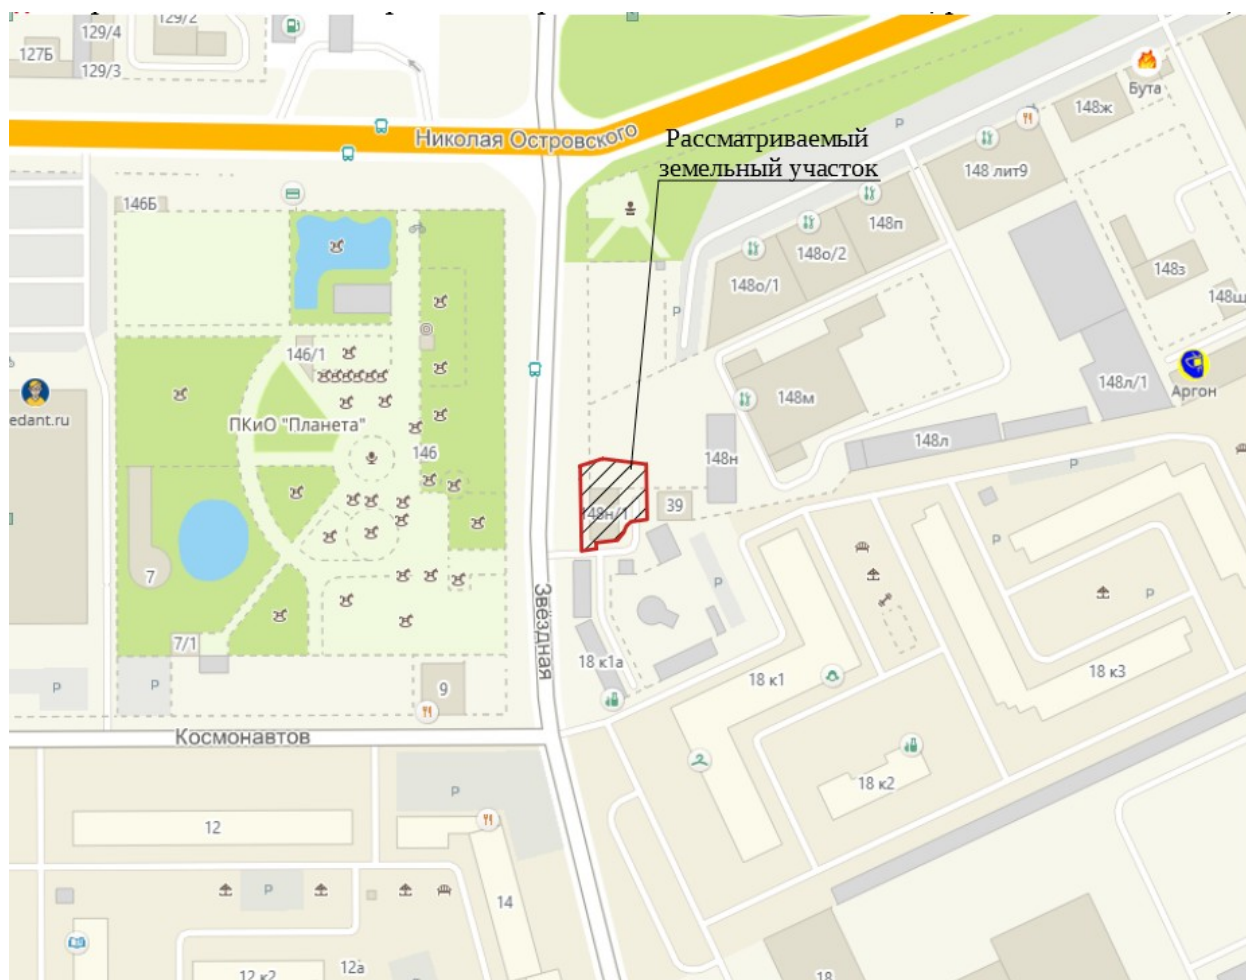 129/2
129/4
127Б
129/3
Бута
148ж
Р
Николая Островского
Рассматриваемый
земельный участок
148 лит9
146Б
148п
148о/2
148з
148о/1
148щ
Р
146/1
148л/1
Аргон
148м
edant.ru
ПКиО "Планета"
148л
146
148н
Р
39
148н/1
Р
7
Р
Р
Звёздная
7/1
18 к1а
18 к3
Р
Р
9
18 к1
Космонавтов
18 к2
Р
12
Р
14
12а
12 к2
18